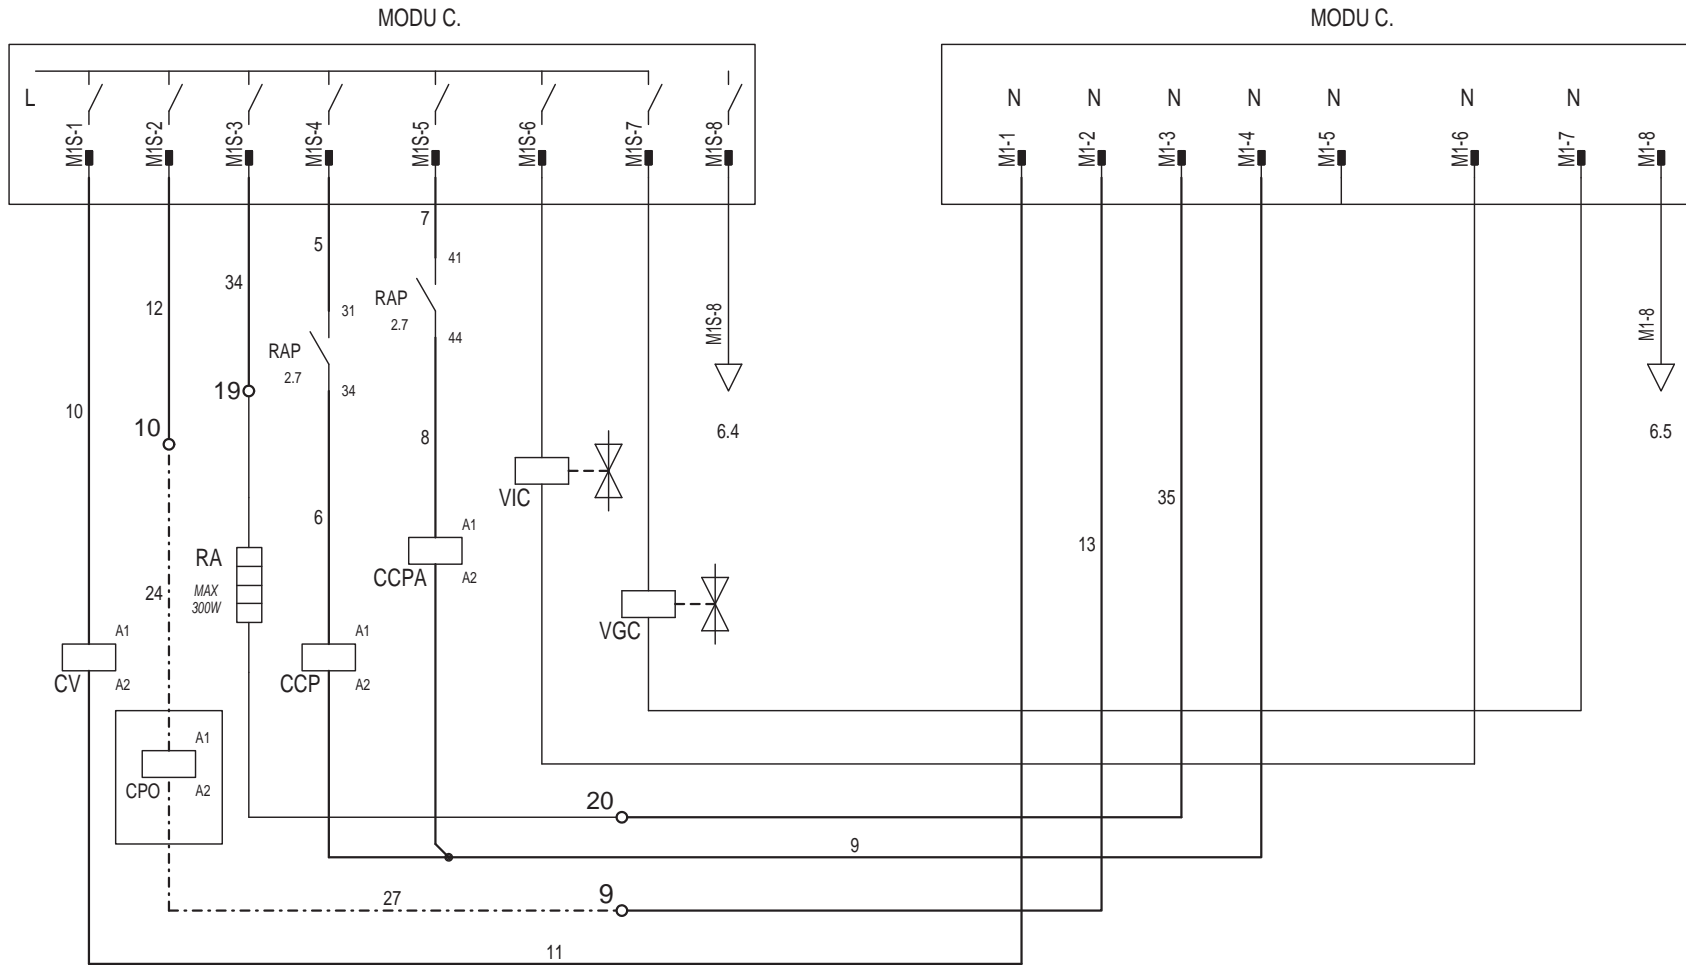 MODU C.
MODU C.
L
N
N
N
N
N
N
N
M1S-1
M1S-2
M1S-3
M1S-4
M1S-5
M1S-6
M1S-7
M1S-8
M1-1
M1-2
M1-3
M1-4
M1-5
M1-6
M1-7
M1-8
7
5
41
34
RAP
12
31
2.7
44
M1S-8
M1-8
RAP
2.7
34
19
10
10
8
6.4
6.5
VIC
35
6
A1
13
RA
CCPA
A2
MAX
300W
24
VGC
A1
A1
CV
A2
CCP
A2
A1
CPO
A2
20
9
27
9
11